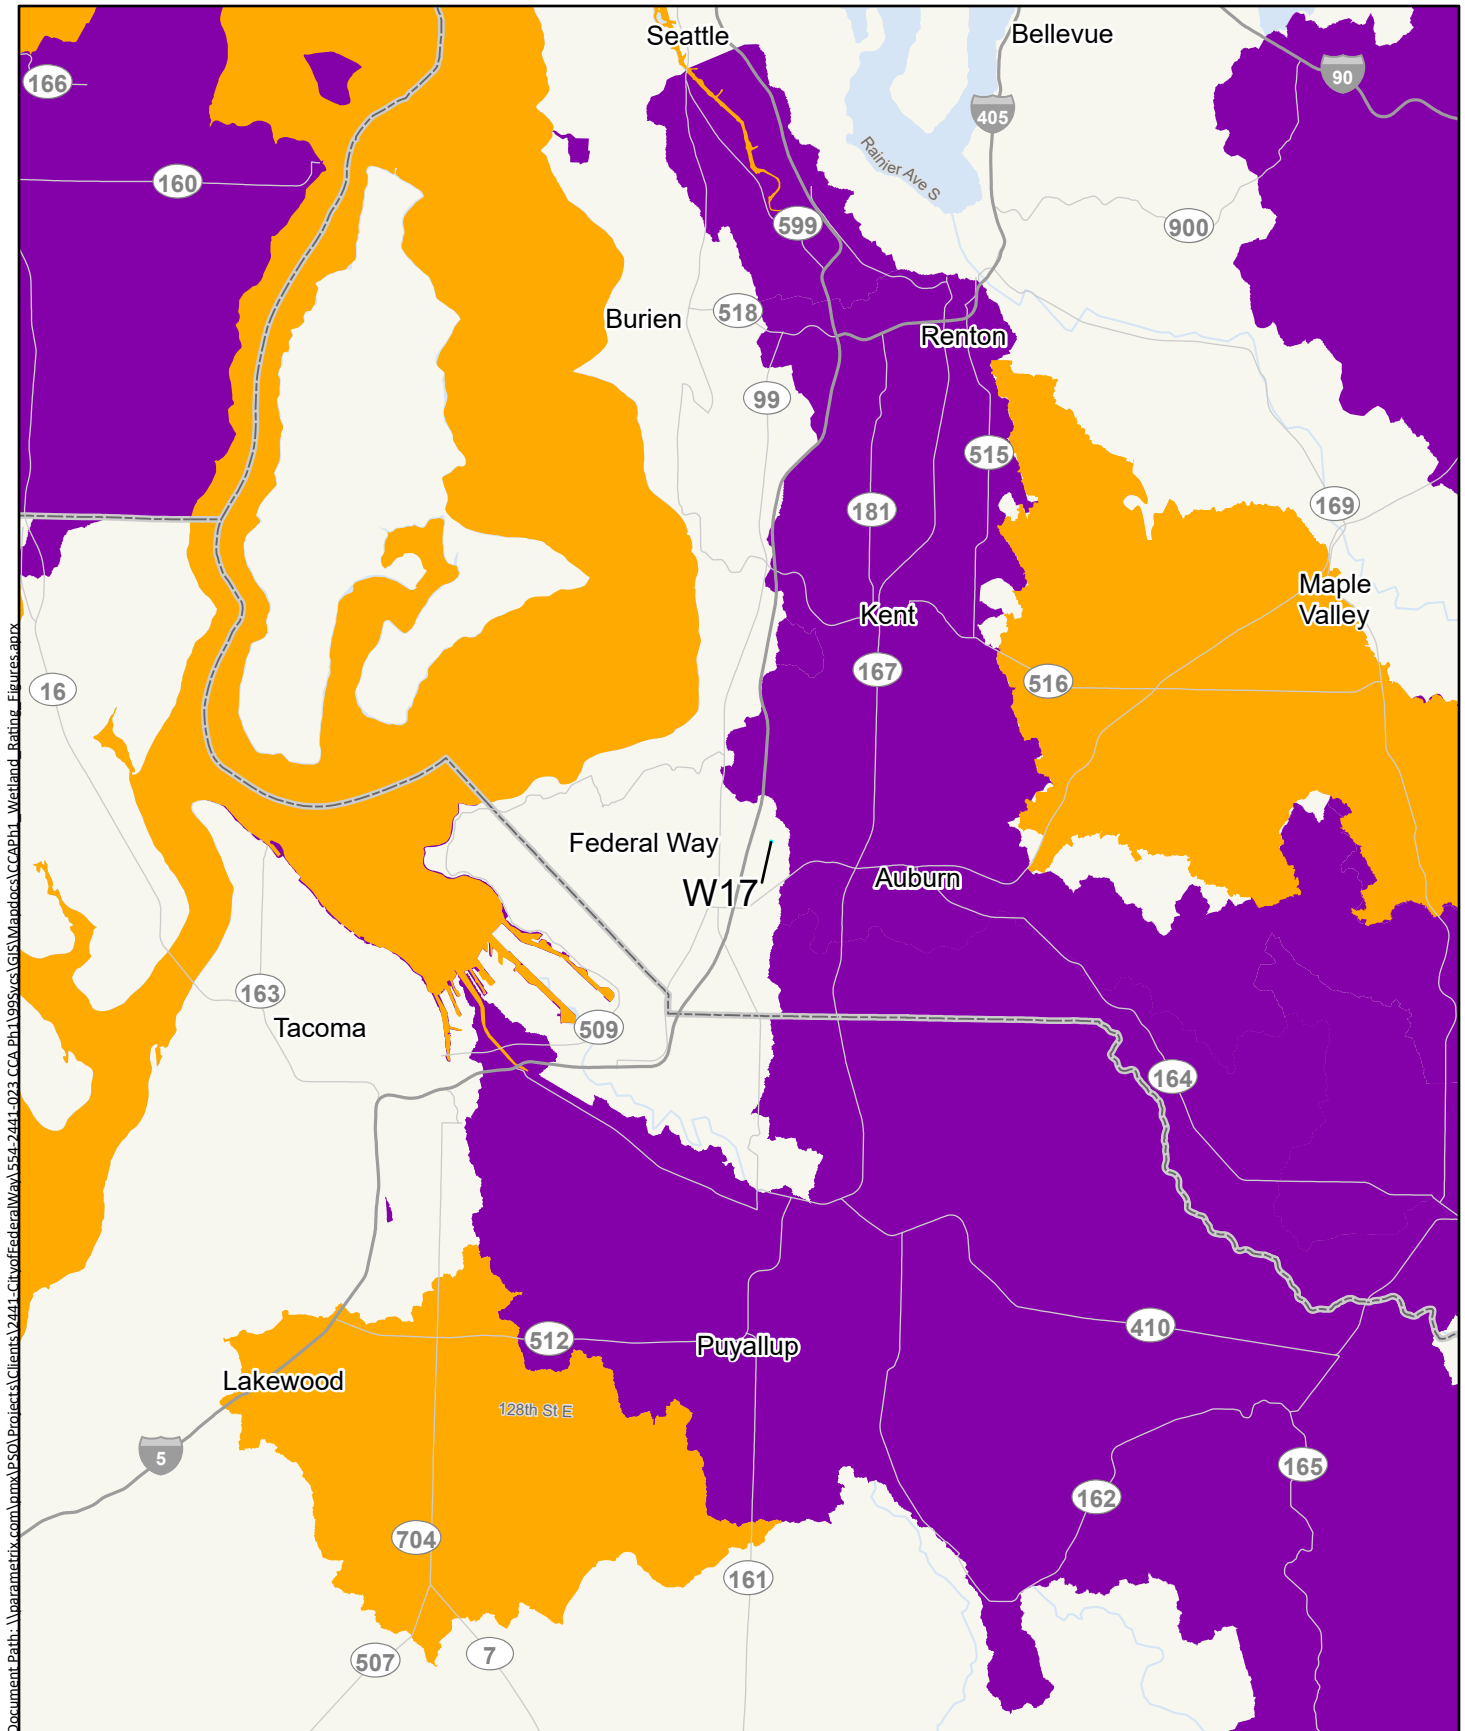 Seattle
Bellevue
166
90
405
Rainier Ave S
160
599
900
518
Burien
Renton
99
515
181
169
Maple
Valley
Kent
167
516
16
Federal Way
W17
Auburn
163
Tacoma
509
164
512
Puyallup
410
Lakewood
128th St E
5
165
162
704
161
507
7
Document Path: \\parametrix.com\pmx\PSO\Projects\Clients\2441-CityofFederalWay\554-2441-023 CCA Ph1\99Svcs\GIS\Mapdocs\CCAPh1_Wetland_Rating_Figures.aprx